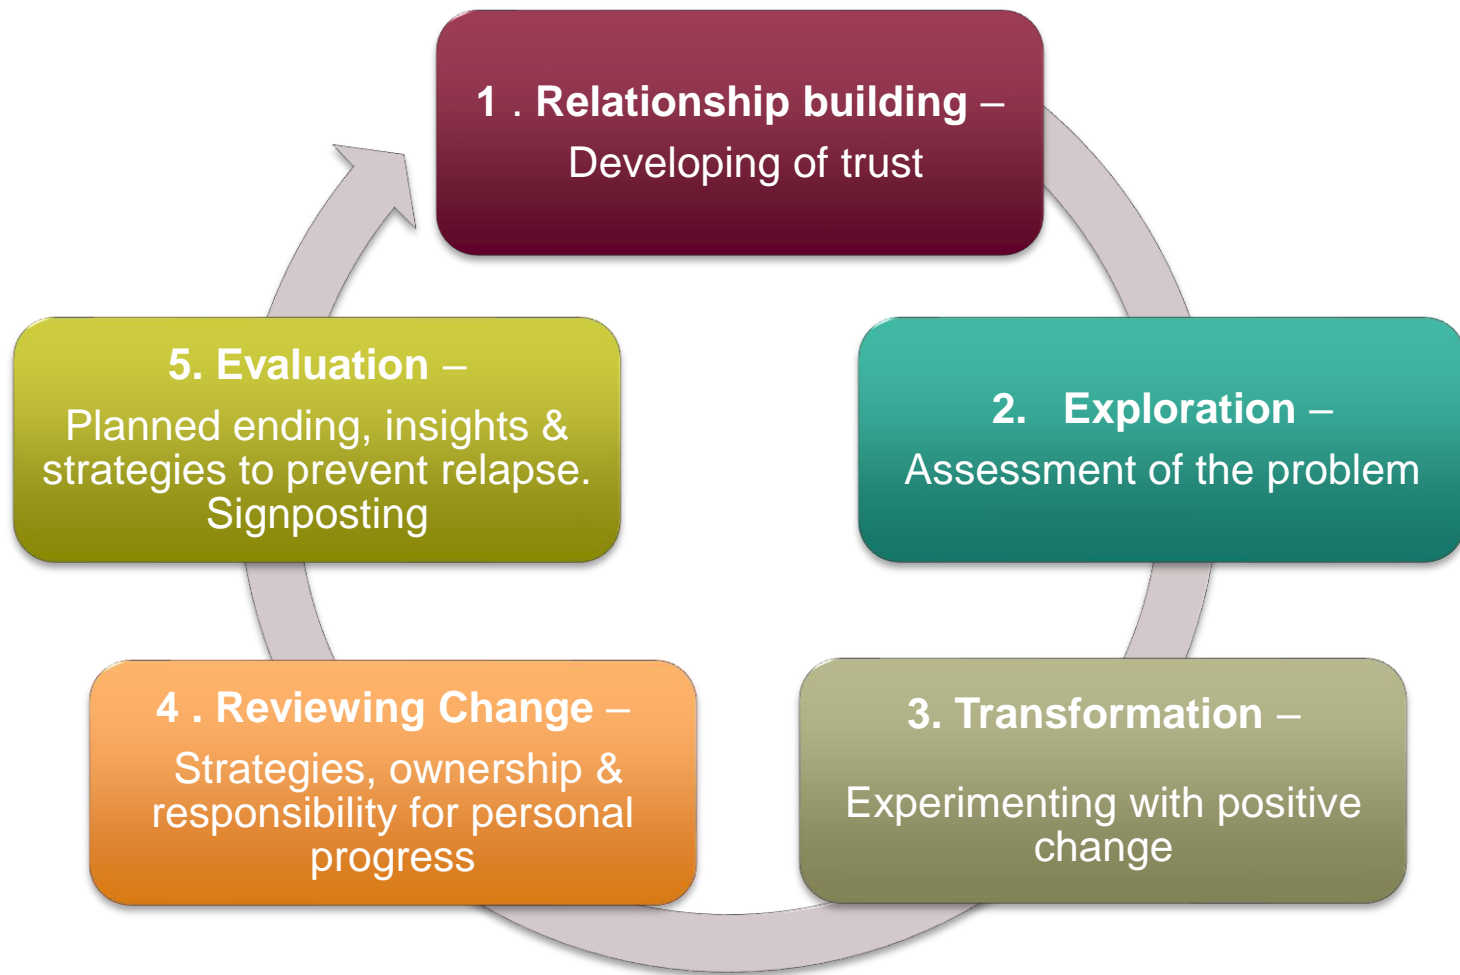 1 . Relationship building –
Developing of trust
2. Exploration –
Assessment of the problem
3. Transformation –
Experimenting with positive
change
4 . Reviewing Change –
Strategies, ownership &
responsibility for personal
progress
5. Evaluation –
Planned ending, insights &
strategies to prevent relapse.
Signposting